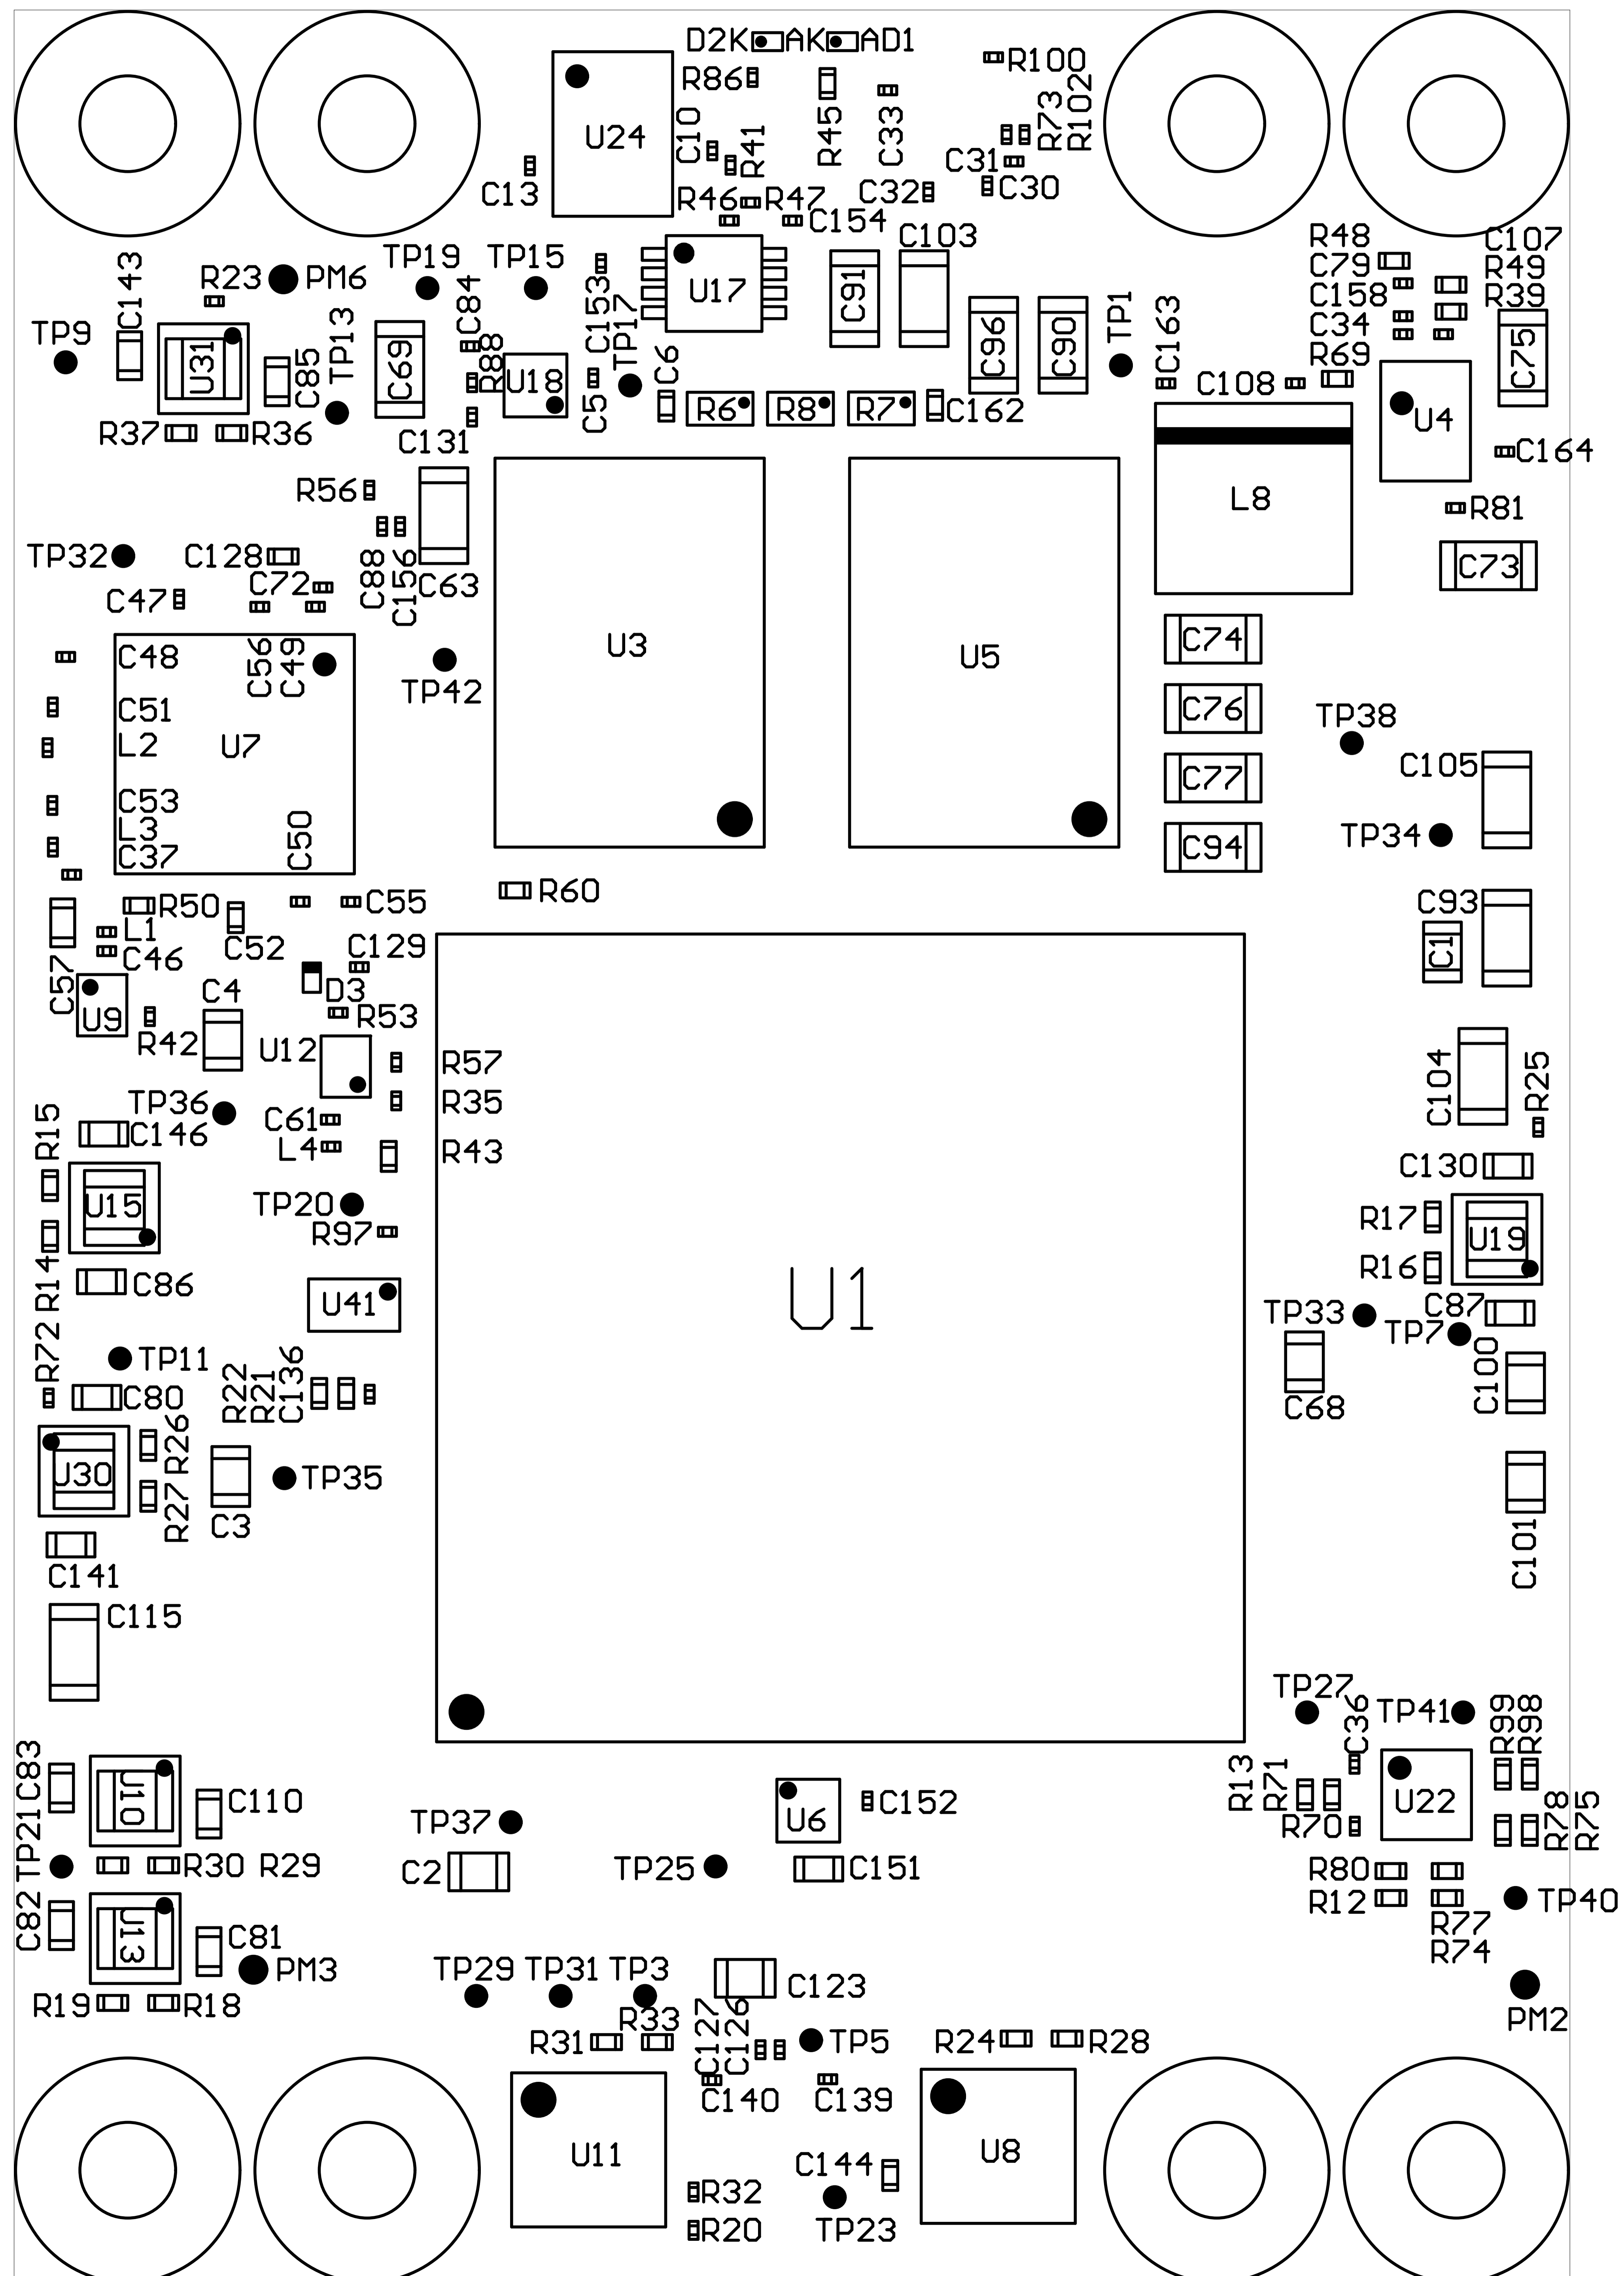 D2K AK AD1
R100
R86
R73
R102
U24
C10
R41
R45
C33
C31
C30
C13
C32
R46
R47
C154
C103
R48
C107
C79
R49
C158
R39
C34
R69
C143
R23
PM6
TP19
TP15
C84
C153
U17
C91
TP9
TP13
U31
C85
C69
R88
U18
TP17
C5
C6
C96
C90
TP1
C163
C108
C75
R37
R36
C131
R6
R8
R7
C162
U4
C164
R56
L8
R81
TP32
C128
C72
C88
C156
C63
C73
C47
C48
C56
C49
U3
U5
C74
C51
TP42
C76
L2
U7
TP38
C53
C77
C105
L3
C37
C50
TP34
C94
R50
C55
R60
C93
L1
C52
C129
C1
C46
C57
C4
D3
U9
R53
R42
U12
R57
C104
R25
TP36
R35
R15
C146
C61
L4
R43
C130
U15
TP20
R97
R17
U19
R14
C86
R16
U41
U1
C87
TP33
TP7
R72
TP11
C80
R22
R21
C136
C68
C100
U30
R26
TP35
R27
C3
C141
C101
C115
TP27
TP41
C36
R99
R98
C83
U10
C110
R13
R71
U22
TP37
U6
C152
R70
R78
R75
TP21
R30
R29
C2
TP25
C151
R80
R12
TP40
C82
U13
C81
PM3
R77
R74
TP29
TP31
TP3
C123
PM2
R19
R18
R33
C127
C126
R31
TP5
R24
R28
C140
C139
U11
C144
U8
R32
TP23
R20